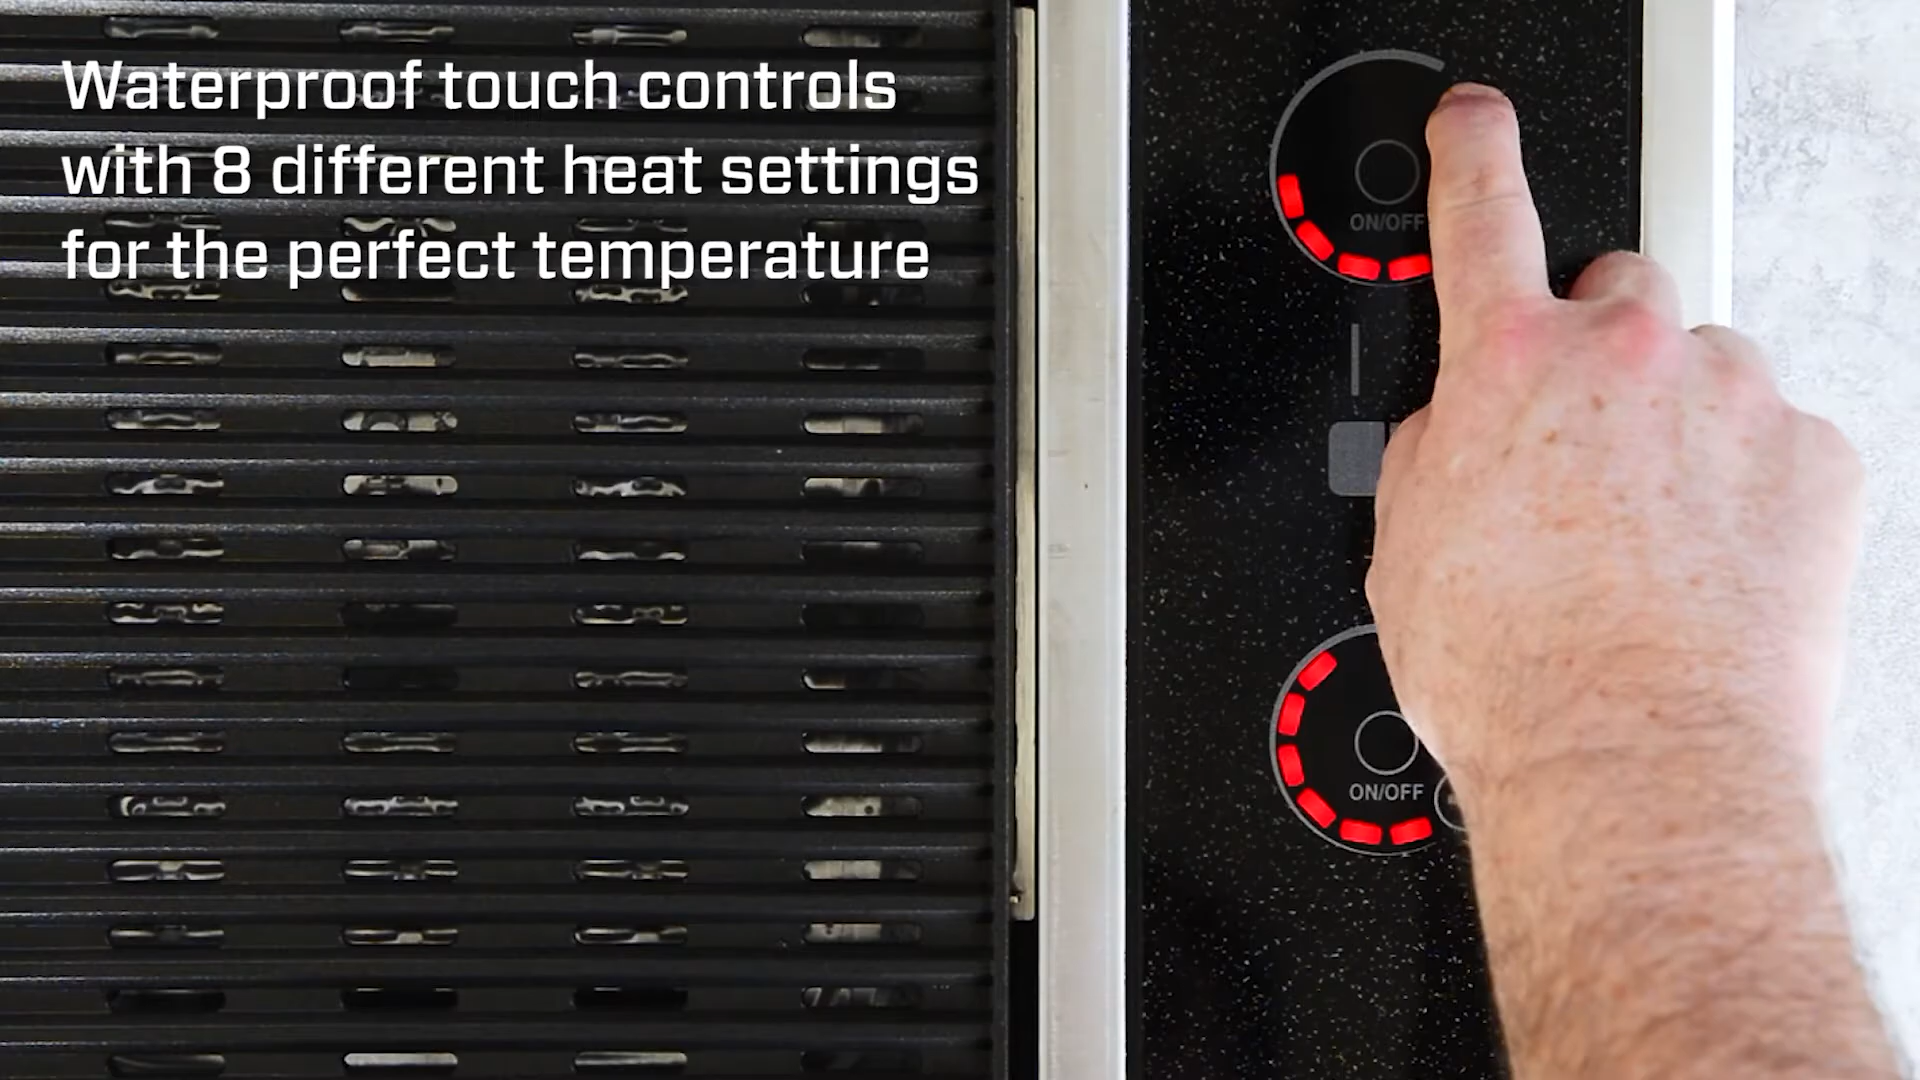 Waterproof touch controls
with 8 different heat settings
for the perfect temperature
ON/OFF
ON/OFF